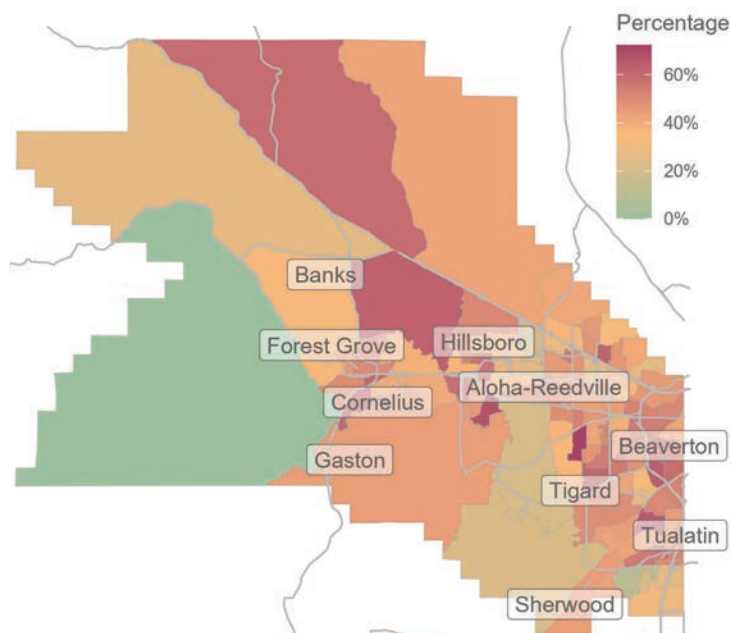 Percentage
60%
40%
20%
0%
Banks
Forest Grove
Hillsboro
Cornelius
Aloha-Reedville
Gaston
Beaverton
Tigard
Tualatin
Sherwood